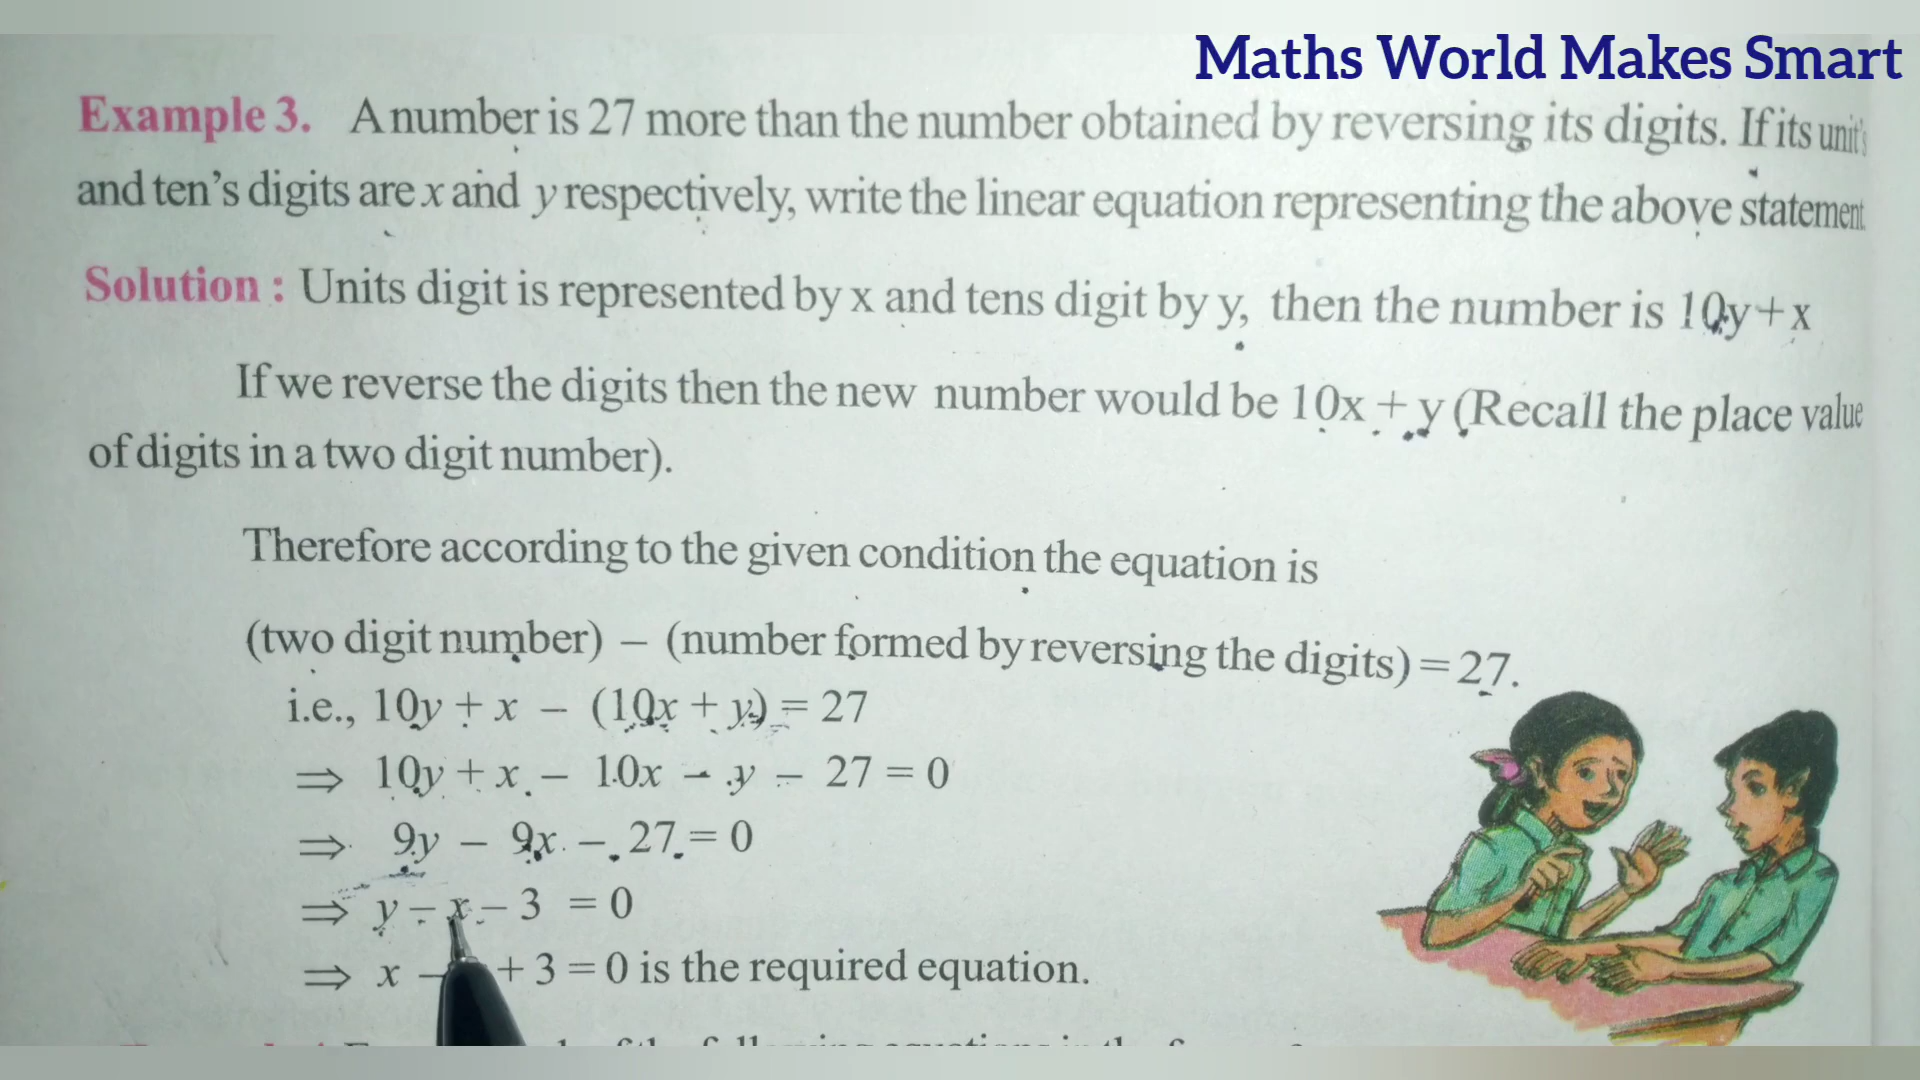 Maths World Makes Smart
Example 3. A number is 27 more than the number obtained by reversing its digits. If its unit's
and ten's digits are x and y respectively, write the linear equation representing the above statement.
Solution : Units digit is represented by x and tens digit by y, then the number is 10y+x
If we reverse the digits then the new number would be 10x + y (Recall the place value
of digits in a two digit number).
Therefore according to the given condition the equation is
(two digit number) – (number formed by reversing the digits) = 27.
i.e., 10y + x – (10x + y) = 27
⇒ 10y + x – 10x – y – 27 = 0
⇒ 9y – 9x – 27 = 0
⇒ y – x – 3 = 0
⇒ x – + 3 = 0 is the required equation.